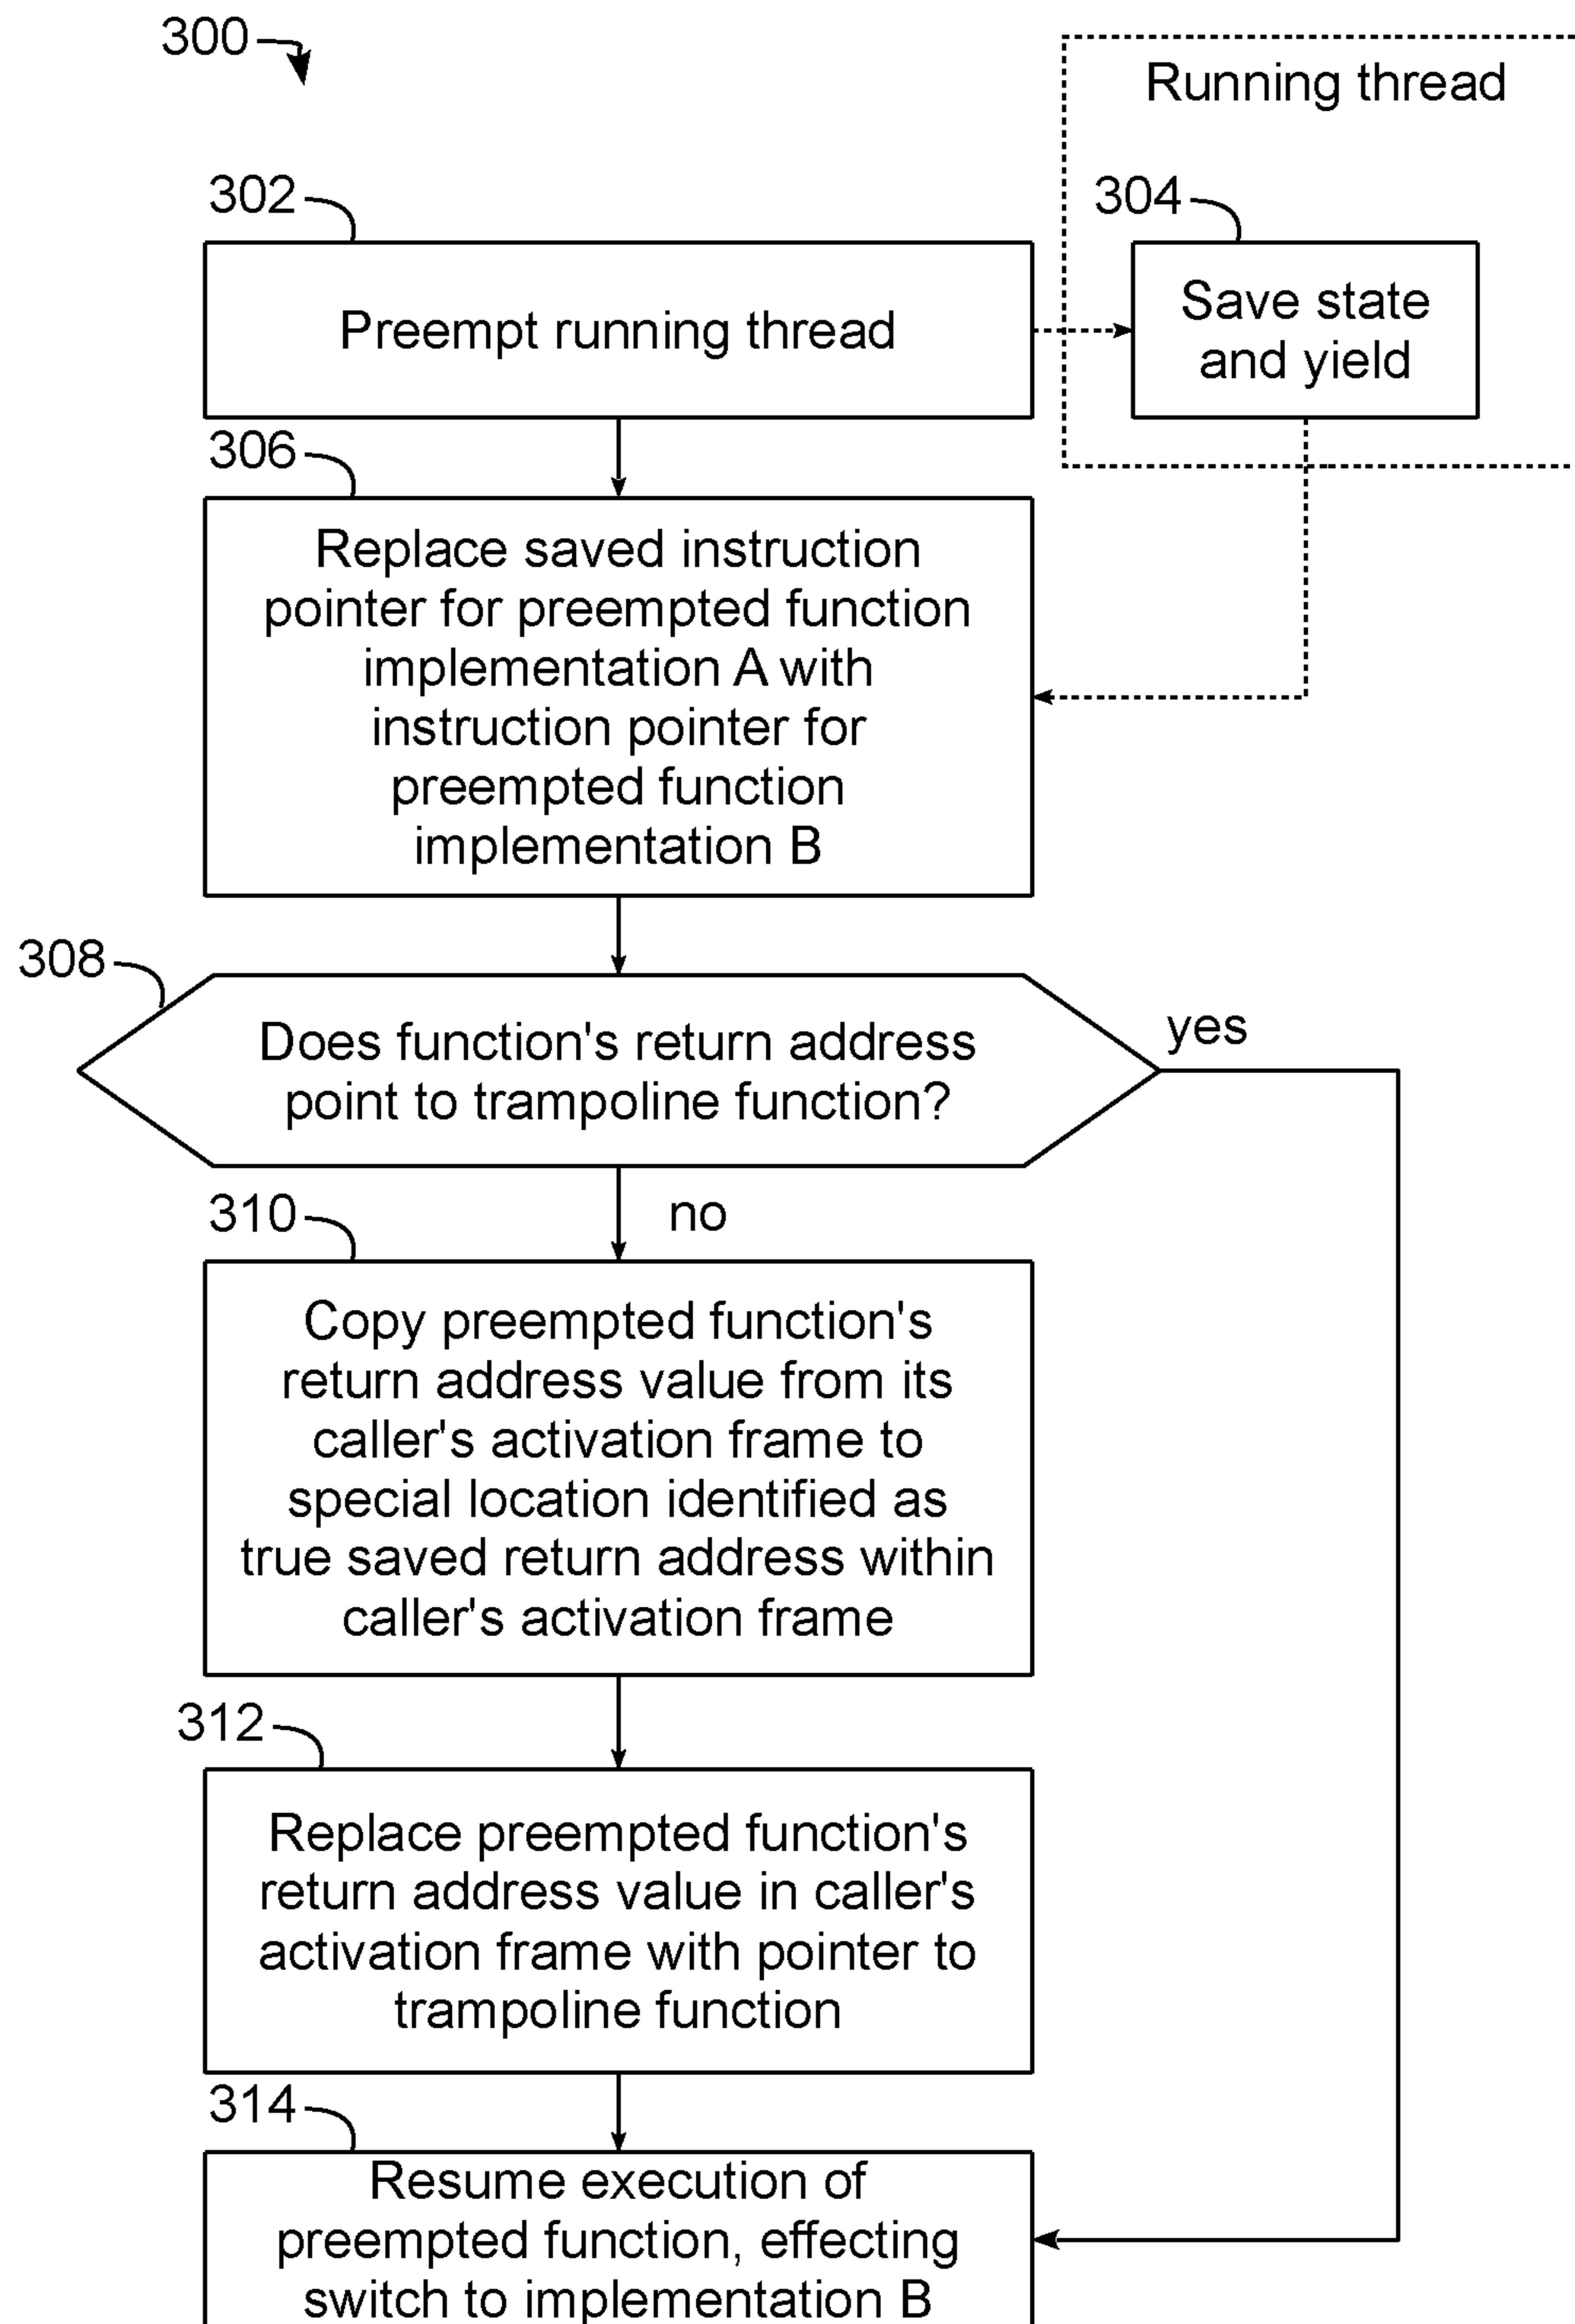 300
Running thread
302
304
Preempt running thread
Save state
and yield
306
Replace saved instruction
pointer for preempted function
implementation A with
instruction pointer for
preempted function
implementation B
308
Does function's return address
point to trampoline function?
yes
310
no
Copy preempted function's
return address value from its
caller's activation frame to
special location identified as
true saved return address within
caller's activation frame
312
Replace preempted function's
return address value in caller's
activation frame with pointer to
trampoline function
314
Resume execution of
preempted function, effecting
switch to implementation B